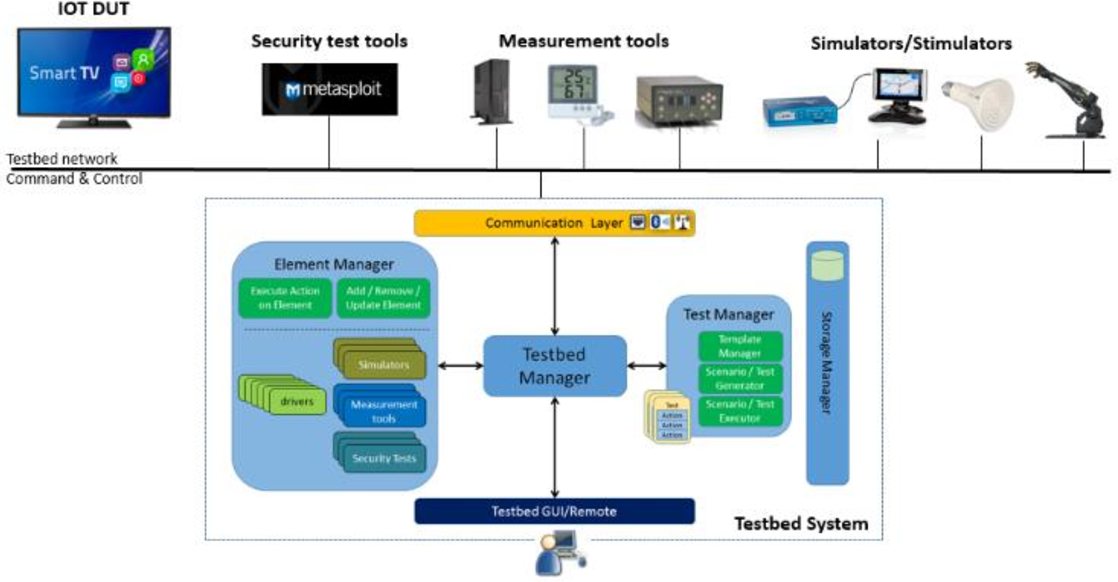 IOT DUT
Security test tools
Measurement tools
Simulators/Stimulators
Smart TV
metasploit
25
67
Testbed network
Command & Control
Communication Layer
Element Manager
Execute Action
on Element
Add / Remove /
Update Element
Simulators
drivers
Measurement
tools
Security Tests
Testbed
Manager
Test Manager
Template
Manager
Scenario / Test
Generator
Scenario / Test
Executor
Test
Action
Action
Action
Storage Manager
Testbed GUI/Remote
Testbed System